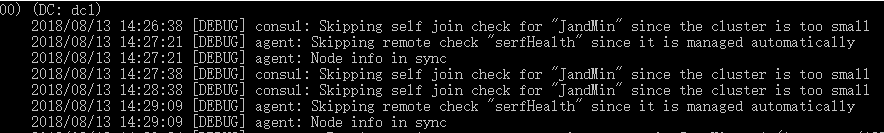 00) (DC: dc1)
2018/08/13 14:26:38 [DEBUG] consul: Skipping self join check for "JandMin" since the cluster is too small
2018/08/13 14:27:21 [DEBUG] agent: Skipping remote check "serfHealth" since it is managed automatically
2018/08/13 14:27:21 [DEBUG] agent: Node info in sync
2018/08/13 14:27:38 [DEBUG] consul: Skipping self join check for "JandMin" since the cluster is too small
2018/08/13 14:28:38 [DEBUG] consul: Skipping self join check for "JandMin" since the cluster is too small
2018/08/13 14:29:09 [DEBUG] agent: Skipping remote check "serfHealth" since it is managed automatically
2018/08/13 14:29:09 [DEBUG] agent: Node info in sync